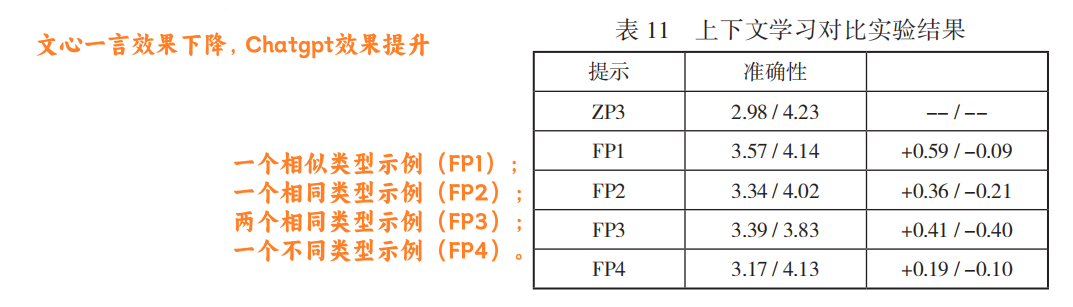 文心一言效果下降，Chatgpt效果提升
一个相似类型示例（FP1）；
一个相同类型示例（FP2）；
两个相同类型示例（FP3）；
一个不同类型示例（FP4）。
表 11 上下文学习对比实验结果
提示 准确性
ZP3 2.98 / 4.23 -- / --
FP1 3.57 / 4.14 +0.59 / -0.09
FP2 3.34 / 4.02 +0.36 / -0.21
FP3 3.39 / 3.83 +0.41 / -0.40
FP4 3.17 / 4.13 +0.19 / -0.10